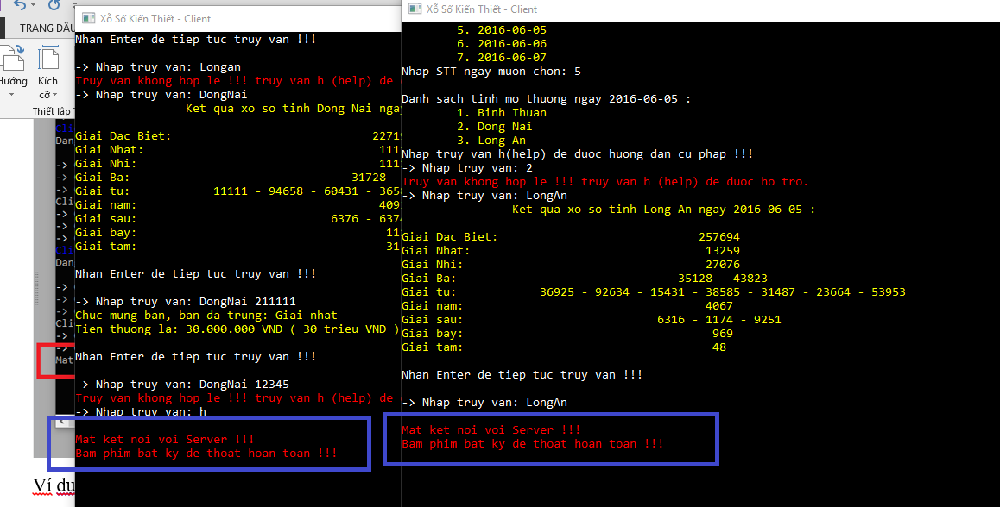 TRANG ĐẦU
Hướng
Kích
cỡ
Thiết lập
Cli
Dan
->
->
Cli
->
->
->
Cli
Dan
->
->
->
Cli
->
->
Mat
Ví dụ
Xổ Số Kiến Thiết - Client
Nhan Enter de tiep tuc truy van !!!
-> Nhap truy van: Longan
Truy van khong hop le !!! truy van h (help) de
-> Nhap truy van: DongNai
Ket qua xo so tinh Dong Nai nga
Giai Dac Biet: 22719
Giai Nhat: 111
Giai Nhi: 111
Giai Ba: 31728 -
Giai tu: 11111 - 94658 - 60431 - 365
Giai nam: 409
Giai sau: 6376 - 637
Giai bay: 11
Giai tam: 31
Nhan Enter de tiep tuc truy van !!!
-> Nhap truy van: DongNai 211111
Chuc mung ban, ban da trung: Giai nhat
Tien thuong la: 30.000.000 VND ( 30 trieu VND )
Nhan Enter de tiep tuc truy van !!!
-> Nhap truy van: DongNai 12345
Truy van khong hop le !!! truy van h (help) de
-> Nhap truy van: h
Mat ket noi voi Server !!!
Bam phim bat ky de thoat hoan toan !!!
Xổ Số Kiến Thiết - Client
5. 2016-06-05
6. 2016-06-06
7. 2016-06-07
Nhap STT ngay muon chon: 5
Danh sach tinh mo thuong ngay 2016-06-05 :
1. Binh Thuan
2. Dong Nai
3. Long An
Nhap truy van h(help) de duoc huong dan cu phap !!!
-> Nhap truy van: 2
Truy van khong hop le !!! truy van h (help) de duoc ho tro.
-> Nhap truy van: LongAn
Ket qua xo so tinh Long An ngay 2016-06-05 :
Giai Dac Biet: 257694
Giai Nhat: 13259
Giai Nhi: 27076
Giai Ba: 35128 - 43823
Giai tu: 36925 - 92634 - 15431 - 38585 - 31487 - 23664 - 53953
Giai nam: 4067
Giai sau: 6316 - 1174 - 9251
Giai bay: 969
Giai tam: 48
Nhan Enter de tiep tuc truy van !!!
-> Nhap truy van: LongAn
Mat ket noi voi Server !!!
Bam phim bat ky de thoat hoan toan !!!